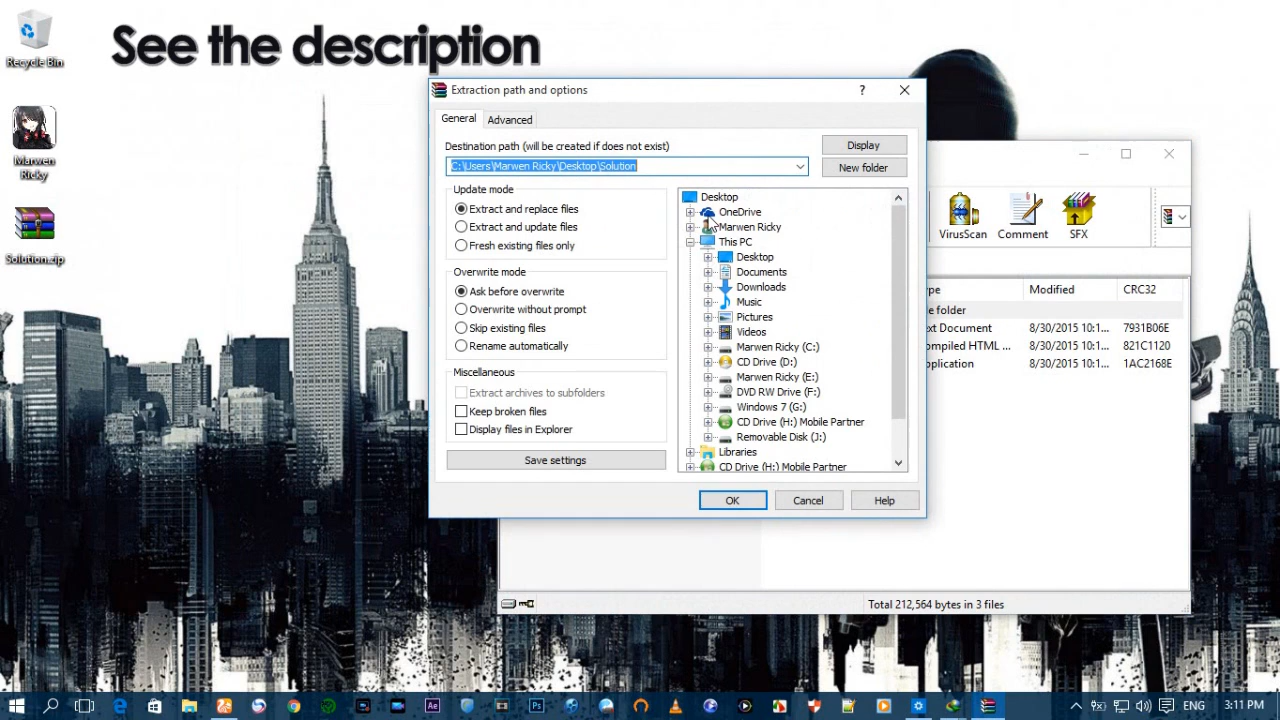 See the description
Recycle Bin
Marwen
Ricky
Solution.zip
Extraction path and options
?
General
Advanced
Destination path (will be created if does not exist)
C:\Users\Marwen Ricky\Desktop\Solution
Display
New folder
Update mode
Extract and replace files
Extract and update files
Fresh existing files only
Overwrite mode
Ask before overwrite
Overwrite without prompt
Skip existing files
Rename automatically
Miscellaneous
Extract archives to subfolders
Keep broken files
Display files in Explorer
Save settings
Desktop
OneDrive
Marwen Ricky
This PC
Desktop
Documents
Downloads
Music
Pictures
Videos
Marwen Ricky (C:)
CD Drive (D:)
Marwen Ricky (E:)
DVD RW Drive (F:)
Windows 7 (G:)
CD Drive (H:) Mobile Partner
Removable Disk (J:)
Libraries
CD Drive (H:) Mobile Partner
OK
Cancel
Help
VirusScan
Comment
SFX
ype
Modified
CRC32
le folder
ext Document
8/30/2015 10:1...
7931B06E
ompiled HTML ...
8/30/2015 10:1...
821C1120
pplication
8/30/2015 10:1...
1AC2168E
Total 212,564 bytes in 3 files
Ae
Ps
ENG
3:11 PM